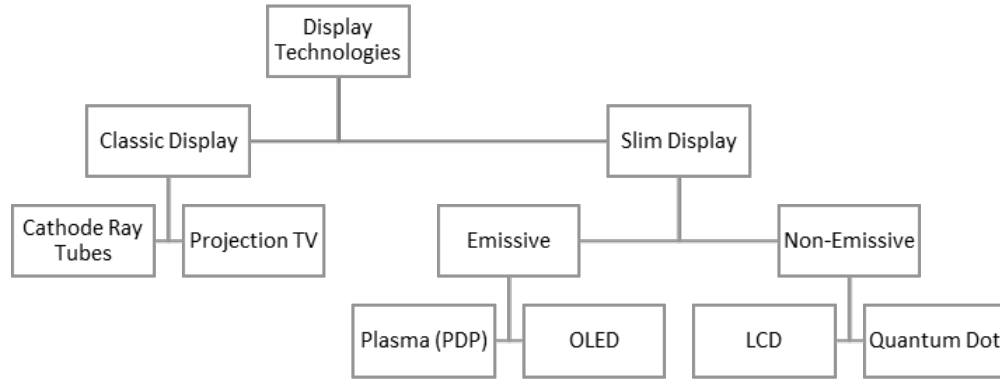 Display
Technologies
Classic Display
Slim Display
Cathode Ray
Tubes
Projection TV
Emissive
Non-Emissive
Plasma (PDP)
OLED
LCD
Quantum Dot